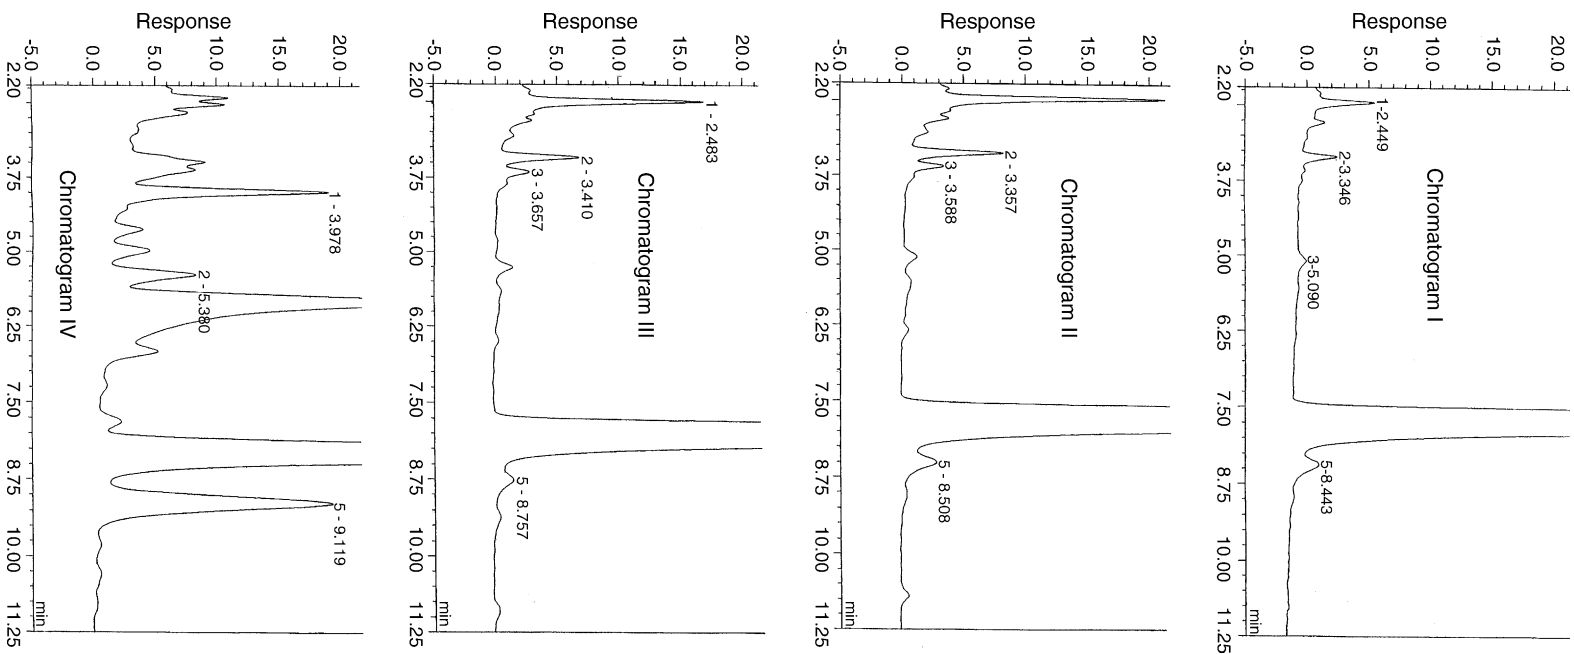 Response
20.0
15.0
10.0
5.0
0.0
-5.0
Chromatogram I
1-2.449
2-3.346
3-5.090
5-8.443
2.20
3.75
5.00
6.25
7.50
8.75
10.00
11.25
min
Response
20.0
15.0
10.0
5.0
0.0
-5.0
Chromatogram II
2 - 3.357
3 - 3.588
5 - 8.508
2.20
3.75
5.00
6.25
7.50
8.75
10.00
11.25
min
Response
20.0
15.0
10.0
5.0
0.0
-5.0
Chromatogram III
1 - 2.483
2 - 3.410
3 - 3.657
5 - 8.757
2.20
3.75
5.00
6.25
7.50
8.75
10.00
11.25
min
Response
20.0
15.0
10.0
5.0
0.0
-5.0
1 - 3.978
2 - 5.380
5 - 9.119
Chromatogram IV
2.20
3.75
5.00
6.25
7.50
8.75
10.00
11.25
min